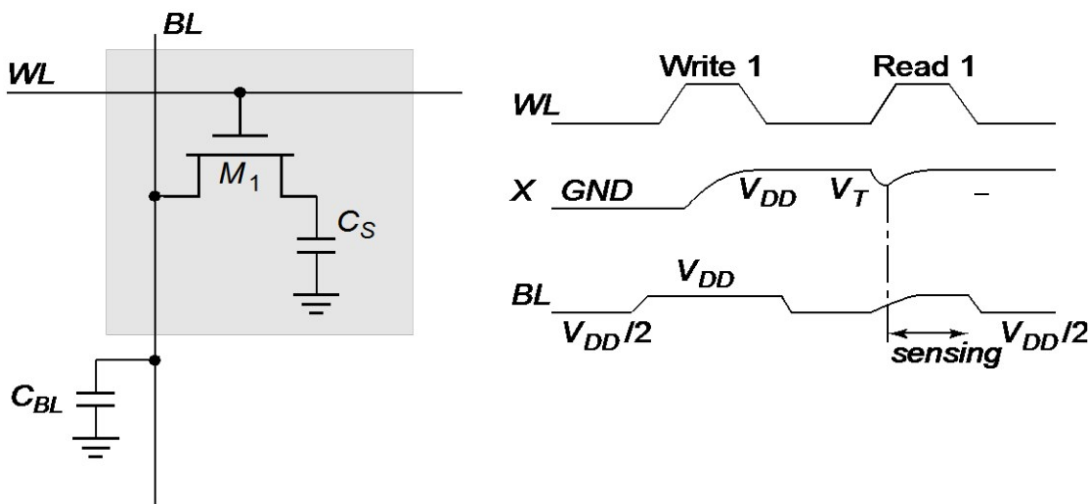 BL
WL
M1
CS
CBL
Write 1 Read 1
WL
X GND VDD VT –
BL VDD
VDD/2 sensing VDD/2